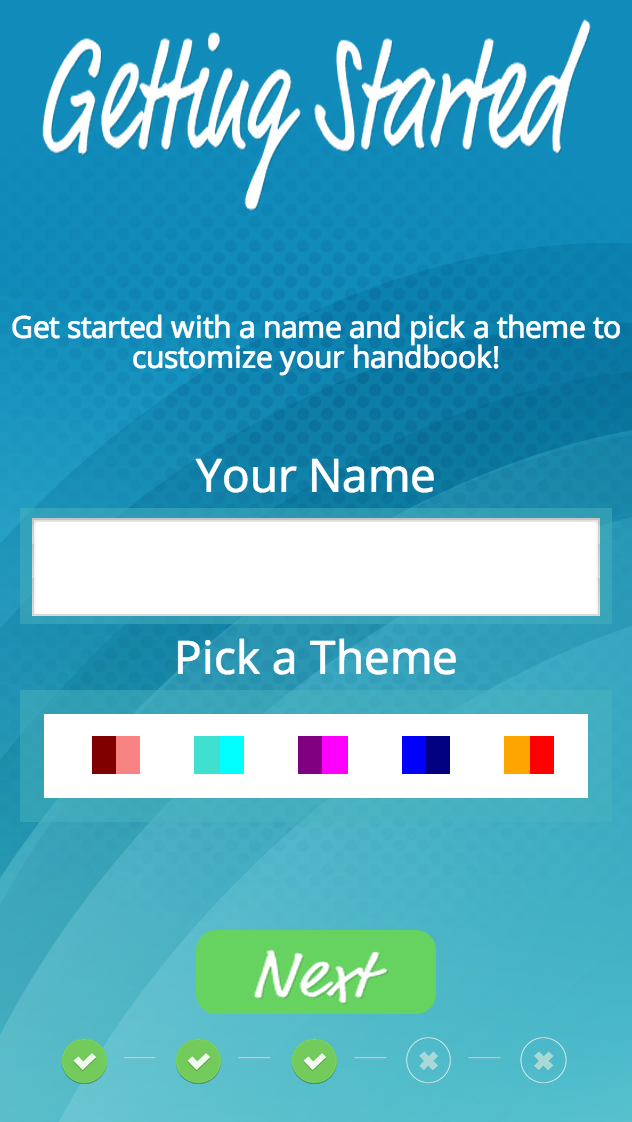 Getting Started
Get started with a name and pick a theme to
customize your handbook!
Your Name
Pick a Theme
Next